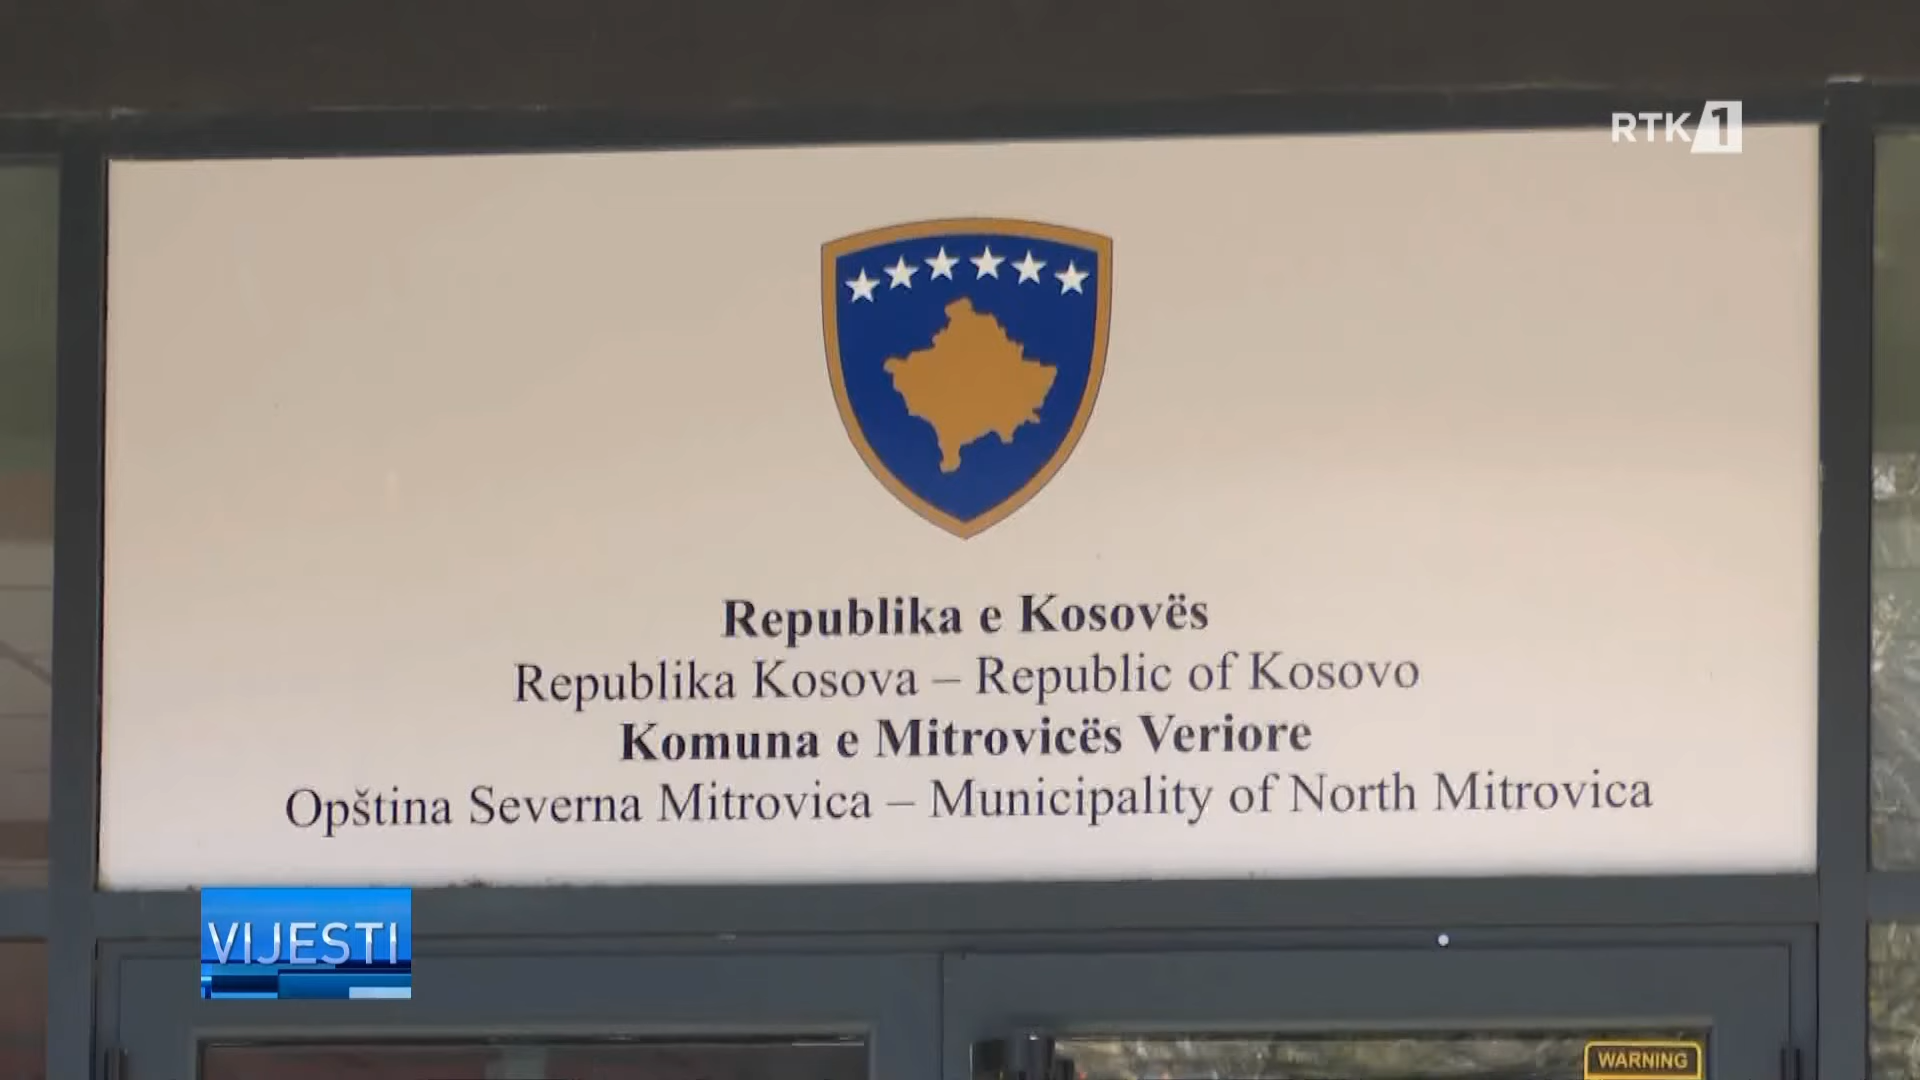 RTK 1
Republika e Kosovës
Republika Kosova – Republic of Kosovo
Komuna e Mitrovicës Veriore
Opština Severna Mitrovica – Municipality of North Mitrovica
VIJESTI
WARNING